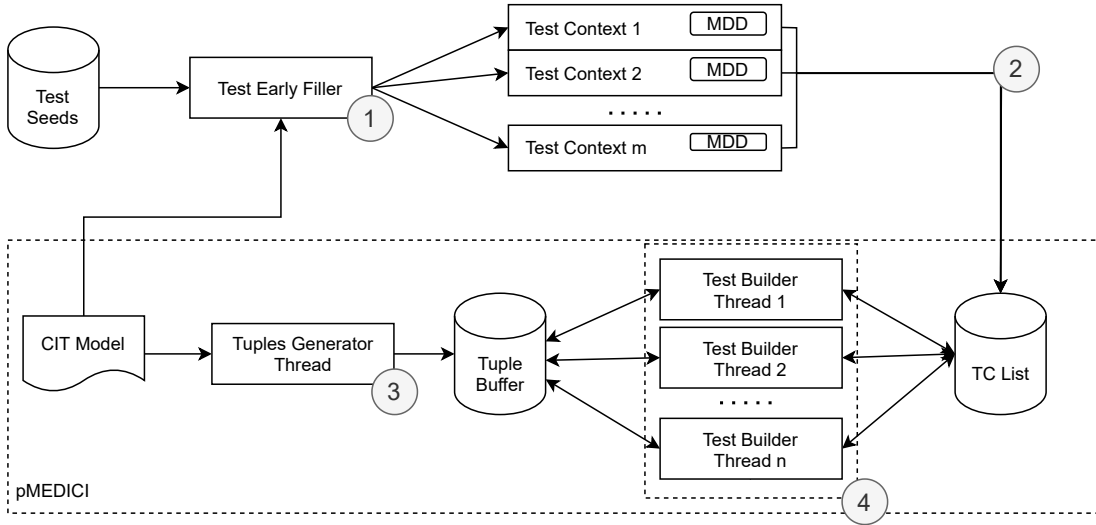 Test
Seeds
Test Early Filler
1
Test Context 1
MDD
Test Context 2
MDD
.....
Test Context m
MDD
2
CIT Model
Tuples Generator
Thread
3
Tuple
Buffer
Test Builder
Thread 1
Test Builder
Thread 2
.....
Test Builder
Thread n
4
TC List
pMEDICI